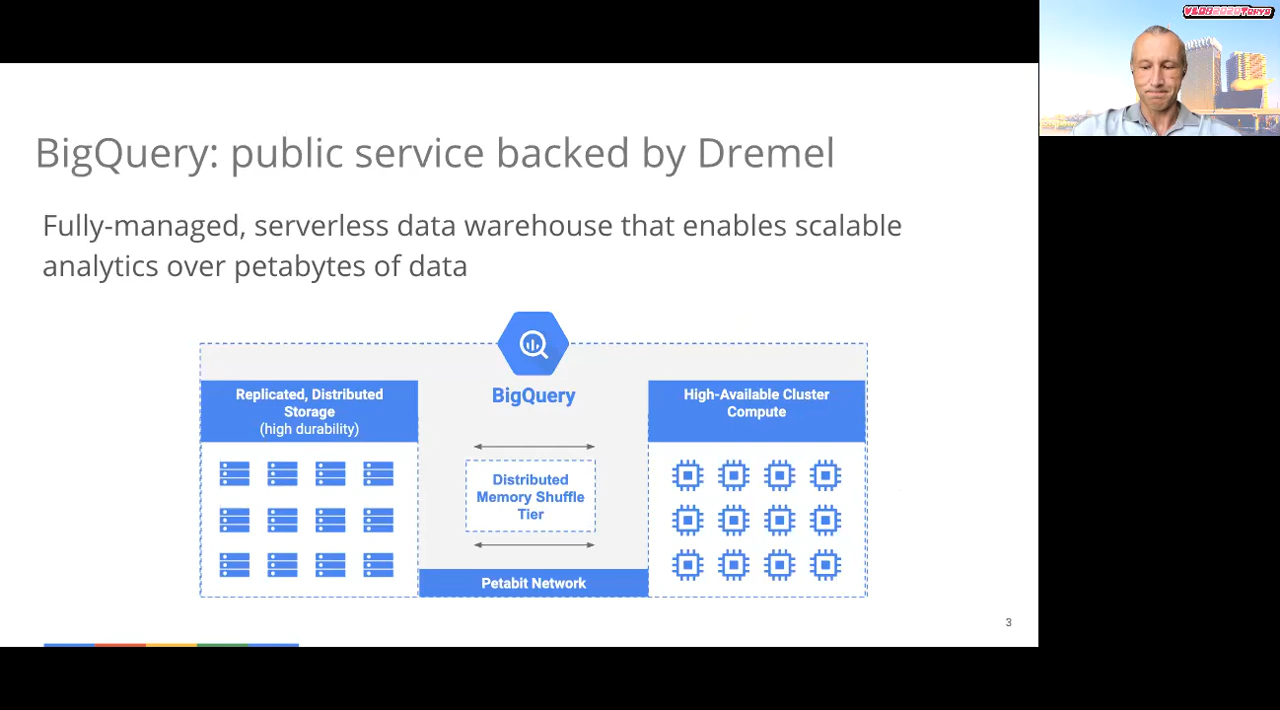 VLDB2020Tokyo
BigQuery: public service backed by Dremel
Fully-managed, serverless data warehouse that enables scalable
analytics over petabytes of data
Replicated, Distributed
Storage
(high durability)
BigQuery
High-Available Cluster
Compute
Distributed
Memory Shuffle
Tier
Petabit Network
3